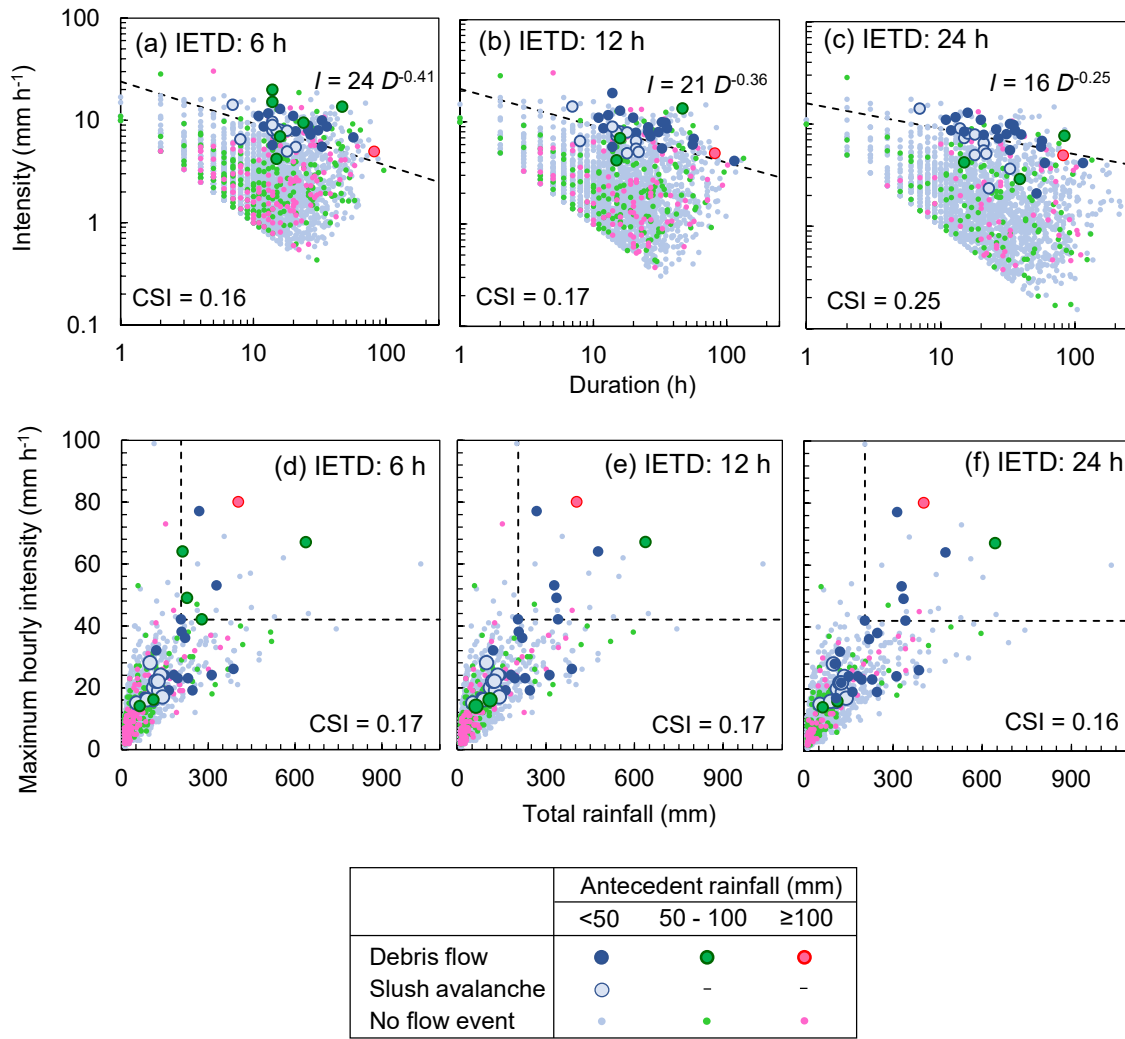 (a) IETD: 6 h
(b) IETD: 12 h
(c) IETD: 24 h
I = 24 D^-0.41
I = 21 D^-0.36
I = 16 D^-0.25
CSI = 0.16
CSI = 0.17
CSI = 0.25
Intensity (mm h⁻¹)
100
10
1
0.1
1 10 100
1 10 100
1 10 100
Duration (h)
(d) IETD: 6 h
(e) IETD: 12 h
(f) IETD: 24 h
CSI = 0.17
CSI = 0.17
CSI = 0.16
Maximum hourly intensity (mm h⁻¹)
100
80
60
40
20
0
0 300 600 900
0 300 600 900
0 300 600 900
Total rainfall (mm)
Antecedent rainfall (mm)
<50 50 - 100 ≥100
Debris flow
Slush avalanche - -
No flow event